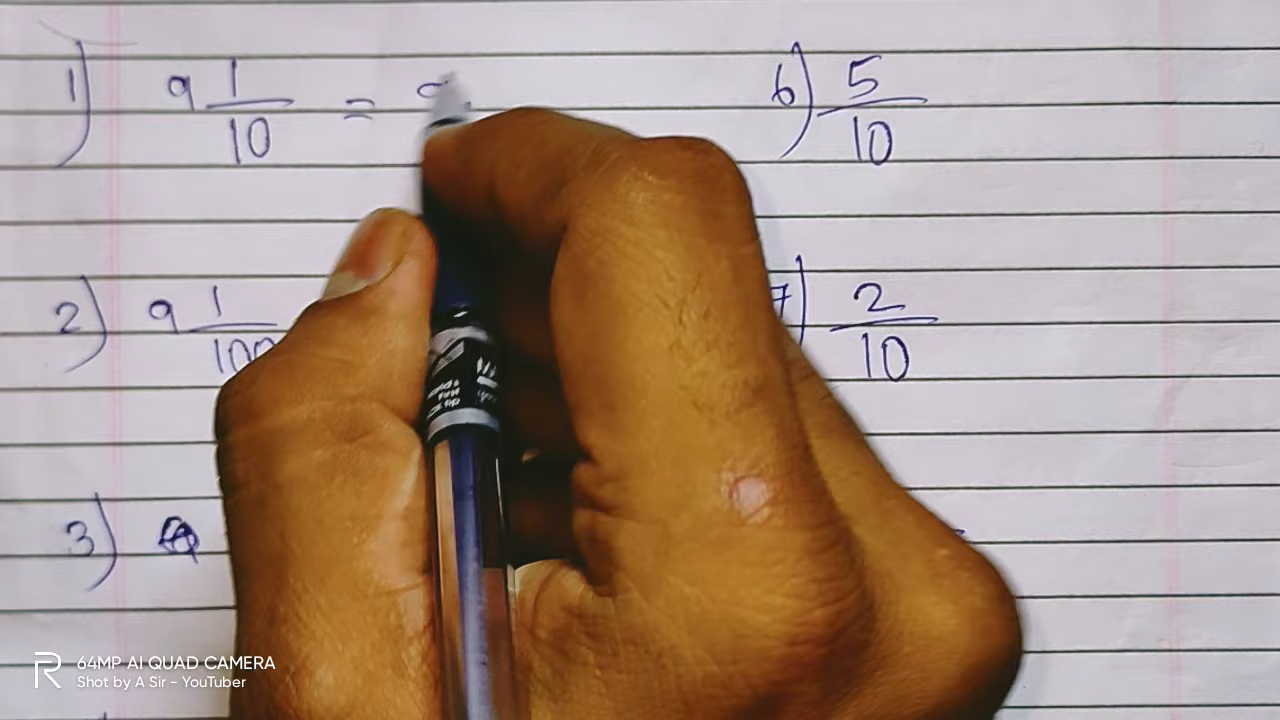 1) 9 1/10 =
6) 5/10
2) 9 1/100
7) 2/10
3)
64MP AI QUAD CAMERA
Shot by A Sir - YouTuber